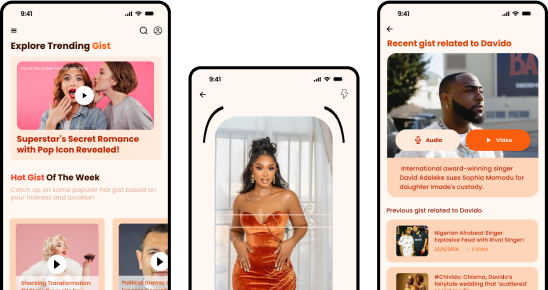 9:41
Explore Trending Gist
Superstar's Secret Romance
with Pop Icon Revealed!
Hot Gist Of The Week
Catch up on some popular hot gist based on
your interest and location
Shocking Transformation:
Political Drama:
9:41
9:41
Recent gist related to Davido
Audio
Video
International award-winning singer
David Adeleke sues Sophia Momodu for
daughter Imade's custody.
Previous gist related to Davido
Nigerian Afrobeat Singer
Explosive Feud with Rival Singer!
#Chivido: Chioma, Davido's
fairytale wedding that 'scattered'